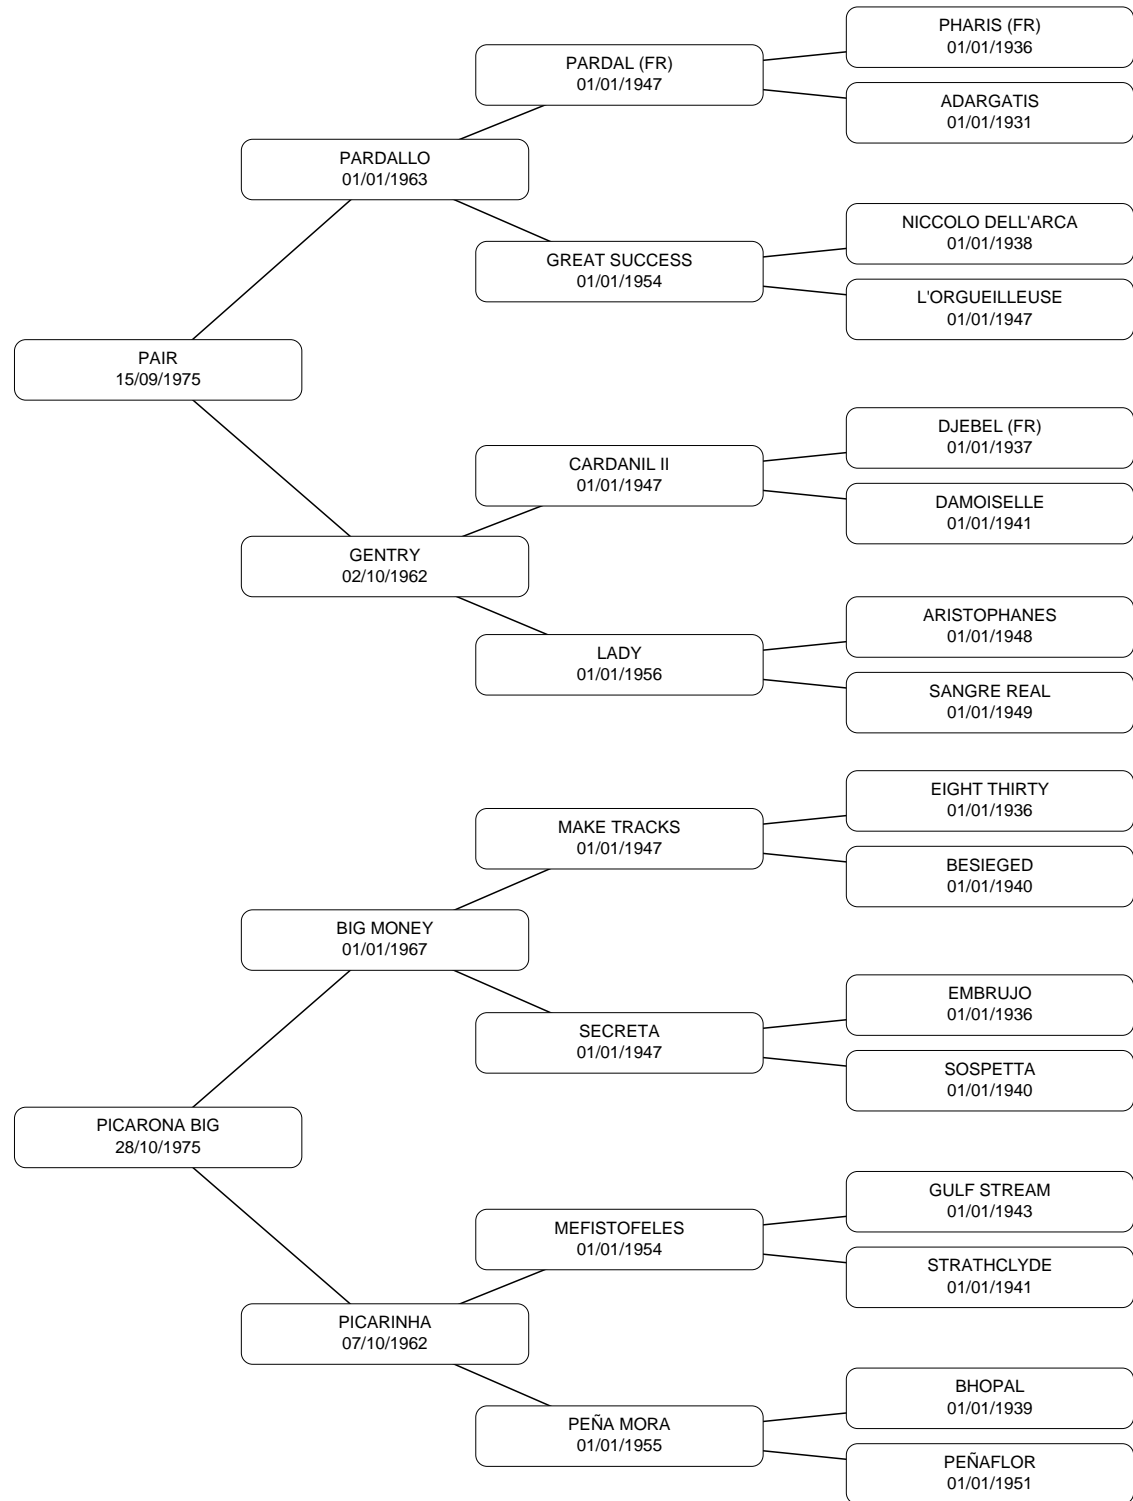 PHARIS (FR)
01/01/1936
PARDAL (FR)
01/01/1947
ADARGATIS
01/01/1931
PARDALLO
01/01/1963
NICCOLO DELL'ARCA
01/01/1938
GREAT SUCCESS
01/01/1954
L'ORGUEILLEUSE
01/01/1947
PAIR
15/09/1975
DJEBEL (FR)
01/01/1937
CARDANIL II
01/01/1947
DAMOISELLE
01/01/1941
GENTRY
02/10/1962
ARISTOPHANES
01/01/1948
LADY
01/01/1956
SANGRE REAL
01/01/1949
EIGHT THIRTY
01/01/1936
MAKE TRACKS
01/01/1947
BESIEGED
01/01/1940
BIG MONEY
01/01/1967
EMBRUJO
01/01/1936
SECRETA
01/01/1947
SOSPETTA
01/01/1940
PICARONA BIG
28/10/1975
GULF STREAM
01/01/1943
MEFISTOFELES
01/01/1954
STRATHCLYDE
01/01/1941
PICARINHA
07/10/1962
BHOPAL
01/01/1939
PEÑA MORA
01/01/1955
PEÑAFLOR
01/01/1951